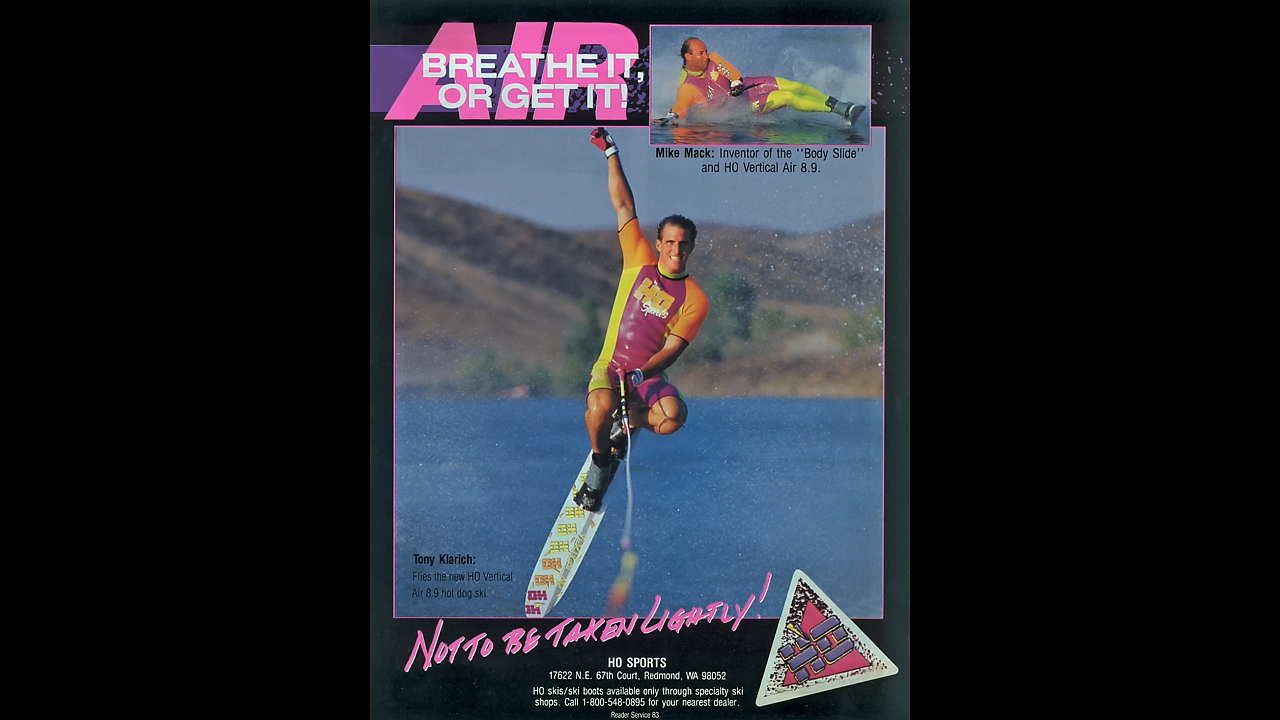 AIR
BREATHE IT,
OR GET IT!
Mike Mack: Inventor of the "Body Slide"
and HO Vertical Air 8.9.
HO
Sports
Tony Klarich:
Flies the new HO Vertical
Air 8.9 hot dog ski.
NOT TO BE TAKEN LIGHTLY!
HO
HO SPORTS
17622 N.E. 67th Court, Redmond, WA 98052
HO skis/ski boots available only through specialty ski
shops. Call 1-800-548-0895 for your nearest dealer.
Reader Service 83